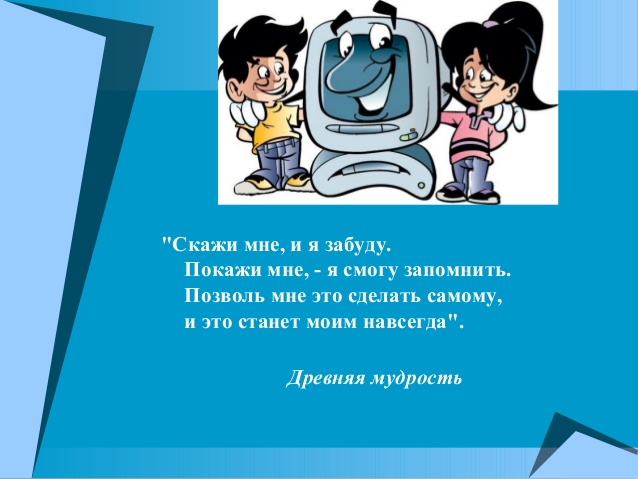 "Скажи мне, и я забуду.
Покажи мне, - я смогу запомнить.
Позволь мне это сделать самому,
и это станет моим навсегда".
Древняя мудрость